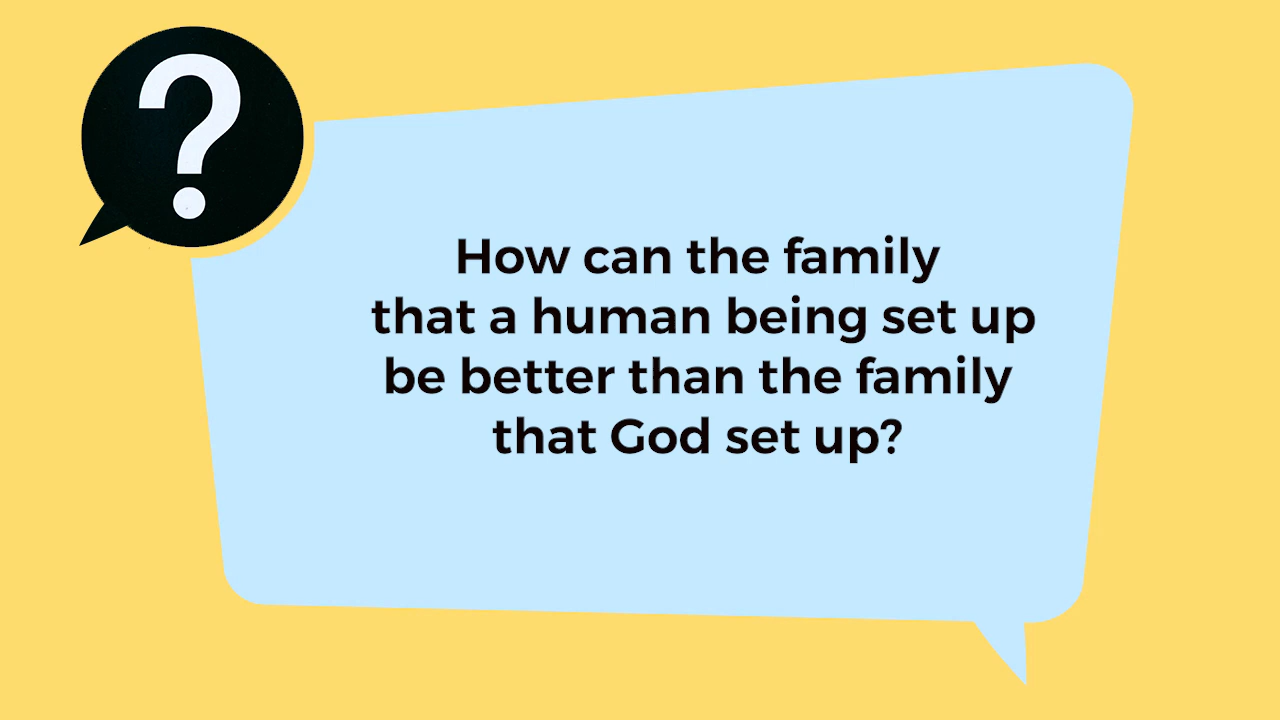 How can the family
that a human being set up
be better than the family
that God set up?